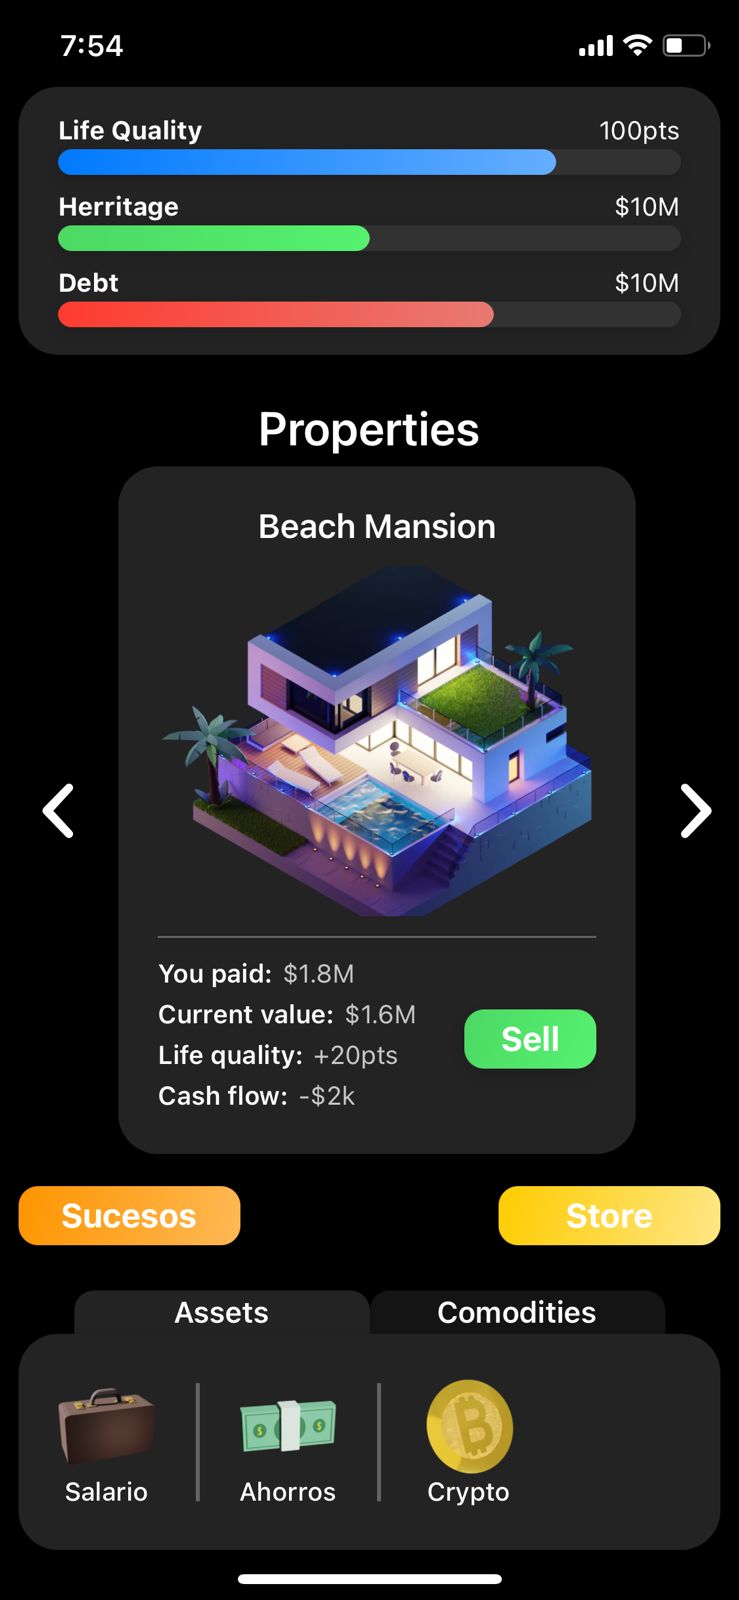 7:54
Life Quality 100pts
Herritage $10M
Debt $10M
Properties
Beach Mansion
You paid: $1.8M
Current value: $1.6M
Life quality: +20pts
Cash flow: -$2k
Sell
Sucesos Store
Assets Comodities
Salario Ahorros Crypto